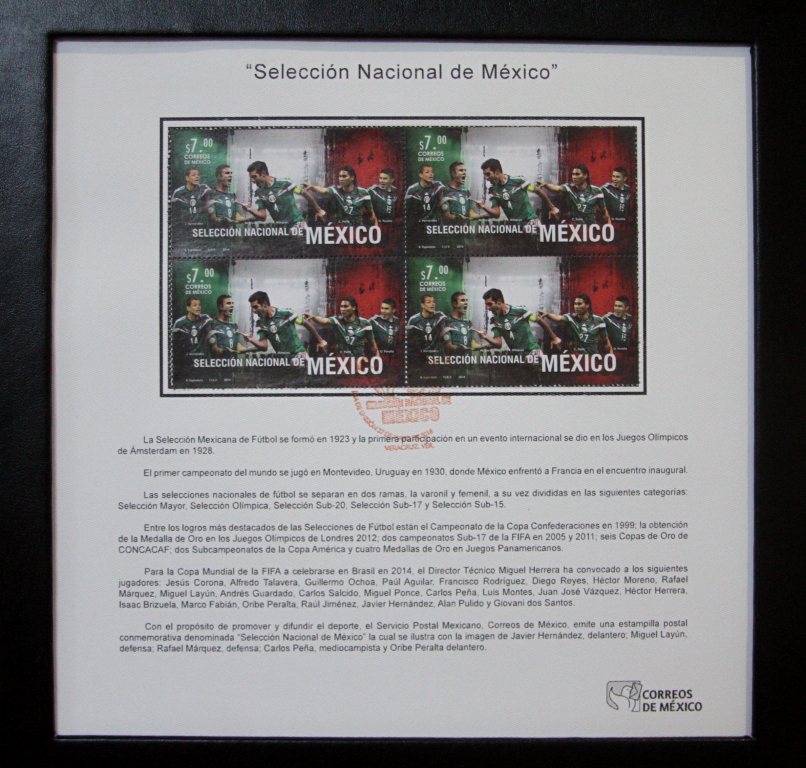 “Selección Nacional de México”
$7.00
CORREOS
DE MÉXICO
SELECCIÓN NACIONAL DE MÉXICO
$7.00
CORREOS
DE MÉXICO
SELECCIÓN NACIONAL DE MÉXICO
$7.00
CORREOS
DE MÉXICO
SELECCIÓN NACIONAL DE MÉXICO
$7.00
CORREOS
DE MÉXICO
SELECCIÓN NACIONAL DE MÉXICO
SELECCIÓN NACIONAL DE
MÉXICO
VERACRUZ, VER.
La Selección Mexicana de Fútbol se formó en 1923 y la primera participación en un evento internacional se dio en los Juegos Olímpicos
de Ámsterdam en 1928.
El primer campeonato del mundo se jugó en Montevideo, Uruguay en 1930, donde México enfrentó a Francia en el encuentro inaugural.
Las selecciones nacionales de fútbol se separan en dos ramas, la varonil y femenil, a su vez divididas en las siguientes categorías:
Selección Mayor, Selección Olímpica, Selección Sub-20, Selección Sub-17 y Selección Sub-15.
Entre los logros más destacados de las Selecciones de Fútbol están el Campeonato de la Copa Confederaciones en 1999; la obtención
de la Medalla de Oro en los Juegos Olímpicos de Londres 2012; dos campeonatos Sub-17 de la FIFA en 2005 y 2011; seis Copas de Oro de
CONCACAF; dos Subcampeonatos de la Copa América y cuatro Medallas de Oro en Juegos Panamericanos.
Para la Copa Mundial de la FIFA a celebrarse en Brasil en 2014, el Director Técnico Miguel Herrera ha convocado a los siguientes
jugadores: Jesús Corona, Alfredo Talavera, Guillermo Ochoa, Paúl Aguilar, Francisco Rodríguez, Diego Reyes, Héctor Moreno, Rafael
Márquez, Miguel Layún, Andrés Guardado, Carlos Salcido, Miguel Ponce, Carlos Peña, Luis Montes, Juan José Vázquez, Héctor Herrera,
Isaac Brizuela, Marco Fabián, Oribe Peralta, Raúl Jiménez, Javier Hernández, Alan Pulido y Giovani dos Santos.
Con el propósito de promover y difundir el deporte, el Servicio Postal Mexicano, Correos de México, emite una estampilla postal
conmemorativa denominada “Selección Nacional de México” la cual se ilustra con la imagen de Javier Hernández, delantero; Miguel Layún,
defensa; Rafael Márquez, defensa; Carlos Peña, mediocampista y Oribe Peralta delantero.
CORREOS
DE MÉXICO